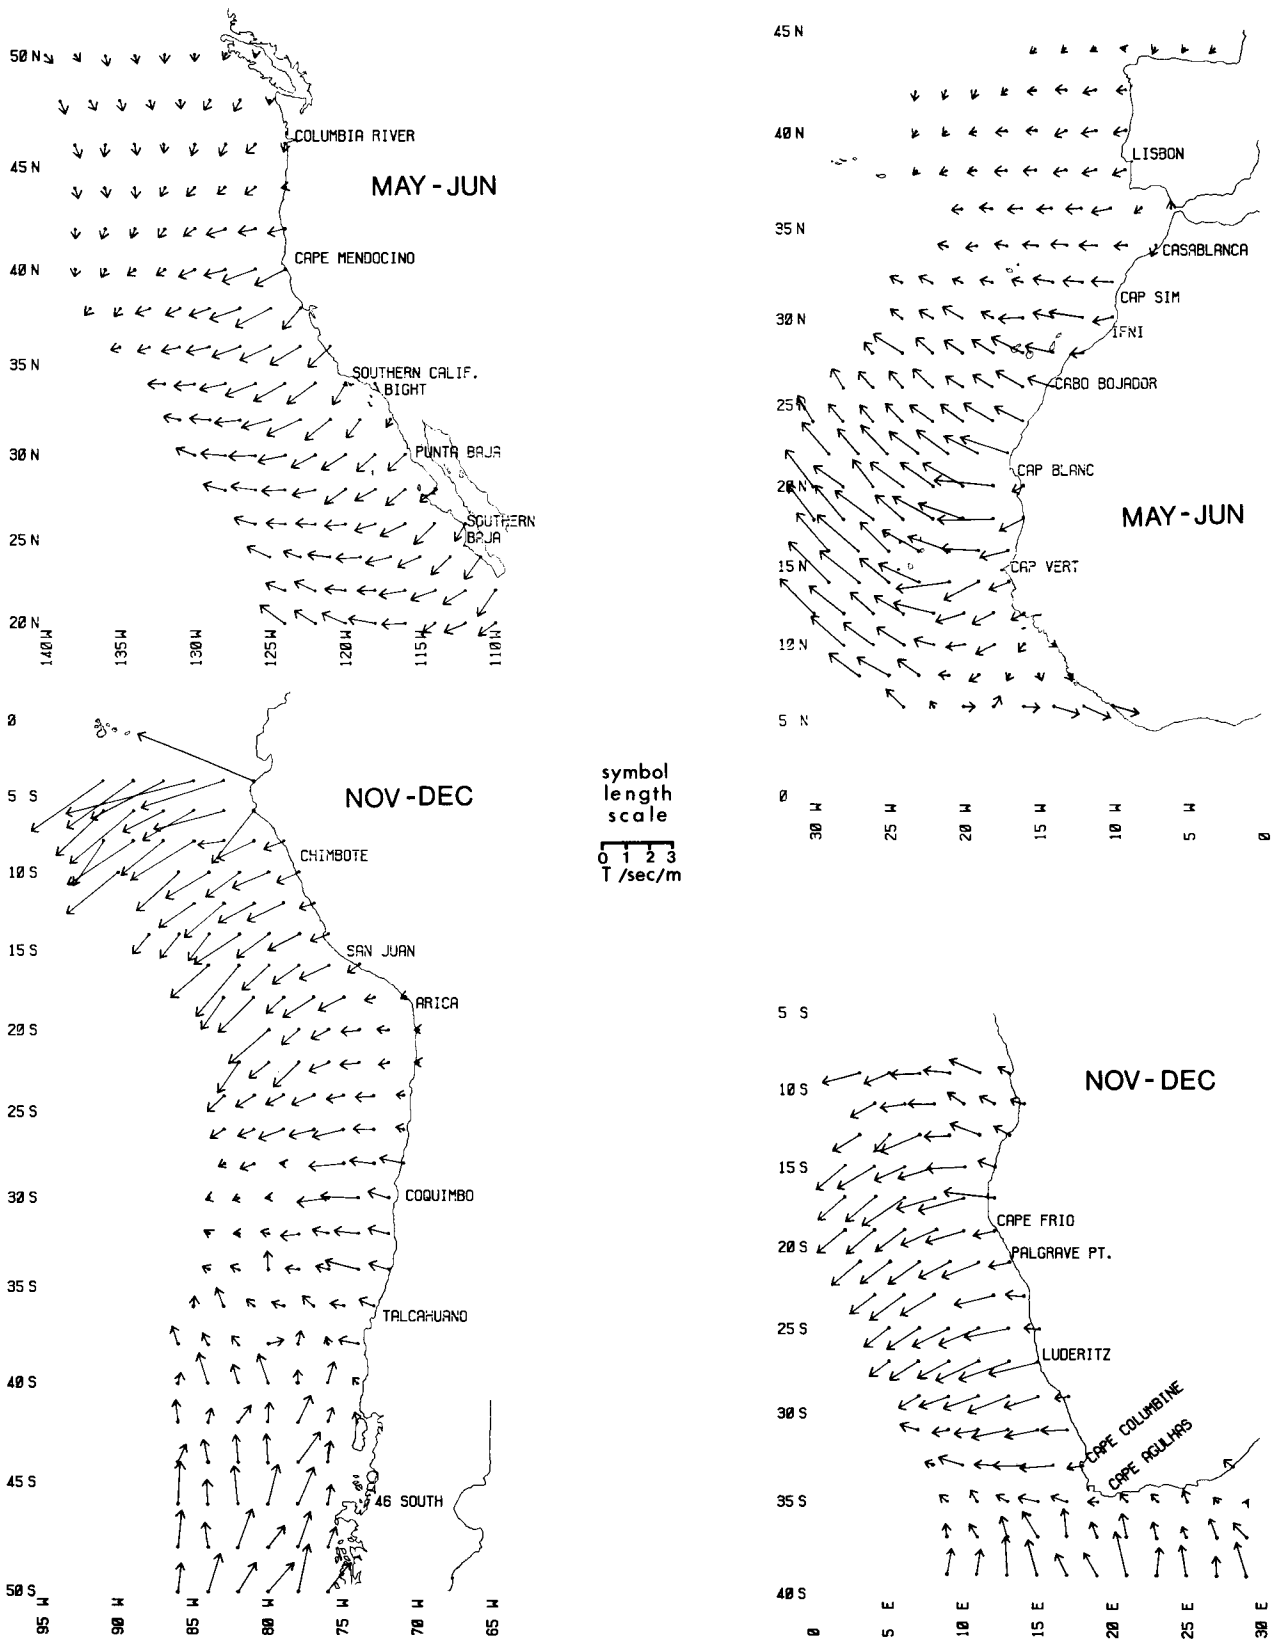 50 N
COLUMBIA RIVER
45 N
MAY - JUN
CAPE MENDOCINO
40 N
35 N
SOUTHERN CALIF.
BIGHT
30 N
PUNTA BAJA
SOUTHERN
BAJA
25 N
20 N
140 W
135 W
130 W
125 W
120 W
115 W
110 W
45 N
40 N
LISBON
35 N
CASABLANCA
CAP SIM
30 N
IFNI
CABO BOJADOR
25 N
CAP BLANC
20 N
MAY - JUN
15 N
CAP VERT
10 N
5 N
0
30 W
25 W
20 W
15 W
10 W
5 W
0
0
5 S
NOV - DEC
CHIMBOTE
10 S
15 S
SAN JUAN
ARICA
20 S
25 S
30 S
COQUIMBO
35 S
TALCAHUANO
40 S
45 S
46 SOUTH
50 S
95 W
90 W
85 W
80 W
75 W
70 W
65 W
symbol
length
scale
0 1 2 3
T /sec/m
5 S
10 S
NOV - DEC
15 S
CAPE FRIO
20 S
PALGRAVE PT.
25 S
LUDERITZ
30 S
CAPE COLUMBINE
CAPE AGULHAS
35 S
40 S
0
5 E
10 E
15 E
20 E
25 E
30 E